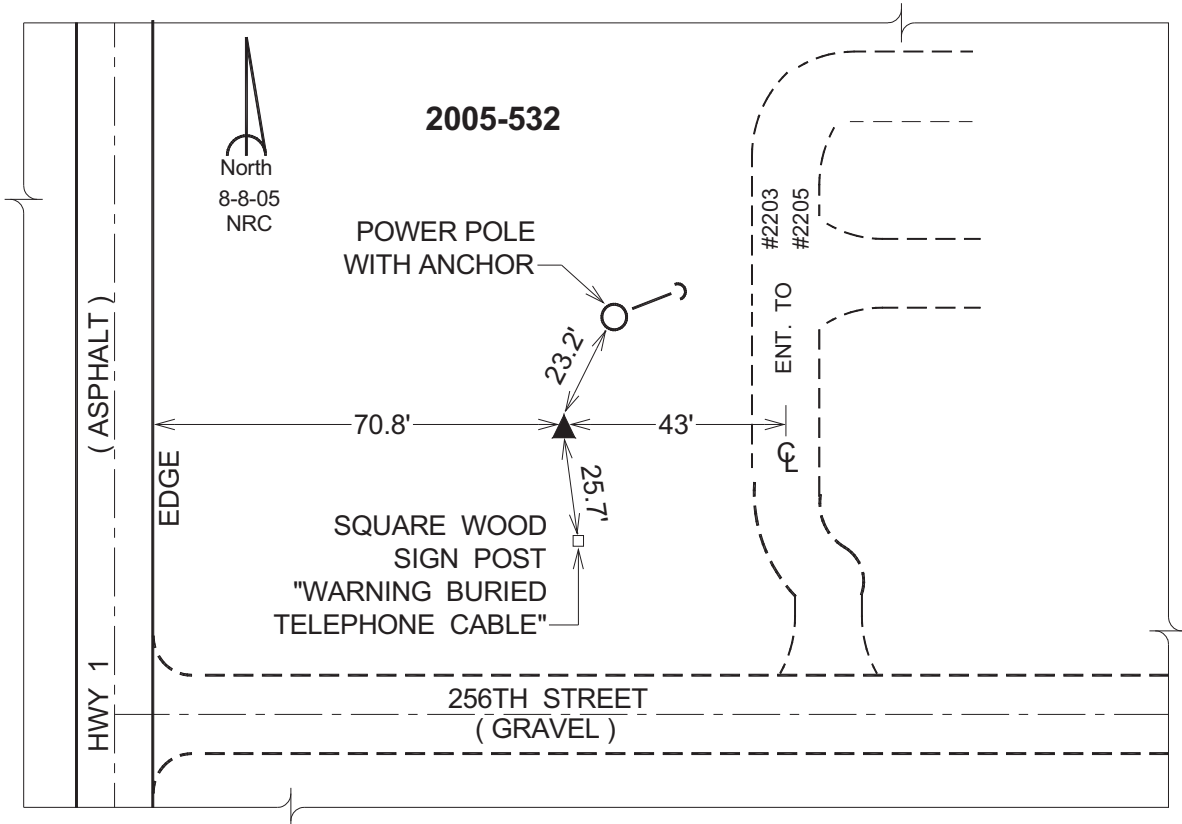 2005-532
North
8-8-05
NRC
POWER POLE
WITH ANCHOR
#2203
#2205
ENT. TO
( ASPHALT )
23.2'
70.8'
43'
℄
EDGE
25.7'
SQUARE WOOD
SIGN POST
"WARNING BURIED
TELEPHONE CABLE"
HWY 1
256TH STREET
( GRAVEL )